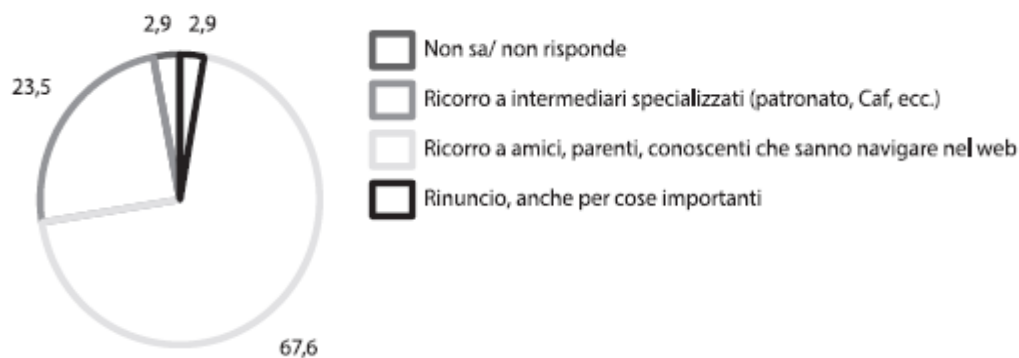 2,9 2,9
23,5
67,6
Non sa/ non risponde
Ricorro a intermediari specializzati (patronato, Caf, ecc.)
Ricorro a amici, parenti, conoscenti che sanno navigare nel web
Rinuncio, anche per cose importanti